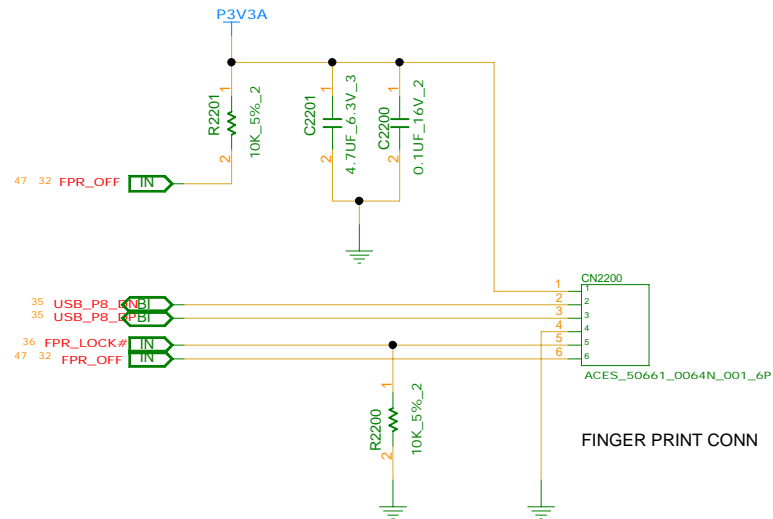 P3V3A
1
R2201
10K_5%_2
2
1
C2201
4.7UF_6.3V_3
2
1
C2200
0.1UF_16V_2
2
47 32 FPR_OFF IN
CN2200
35 USB_P8_DN BI
35 USB_P8_DP BI
36 FPR_LOCK# IN
47 32 FPR_OFF IN
1 1
2 2
3 3
4 4
5 5
6 6
ACES_50661_0064N_001_6P
1
R2200
10K_5%_2
2
FINGER PRINT CONN